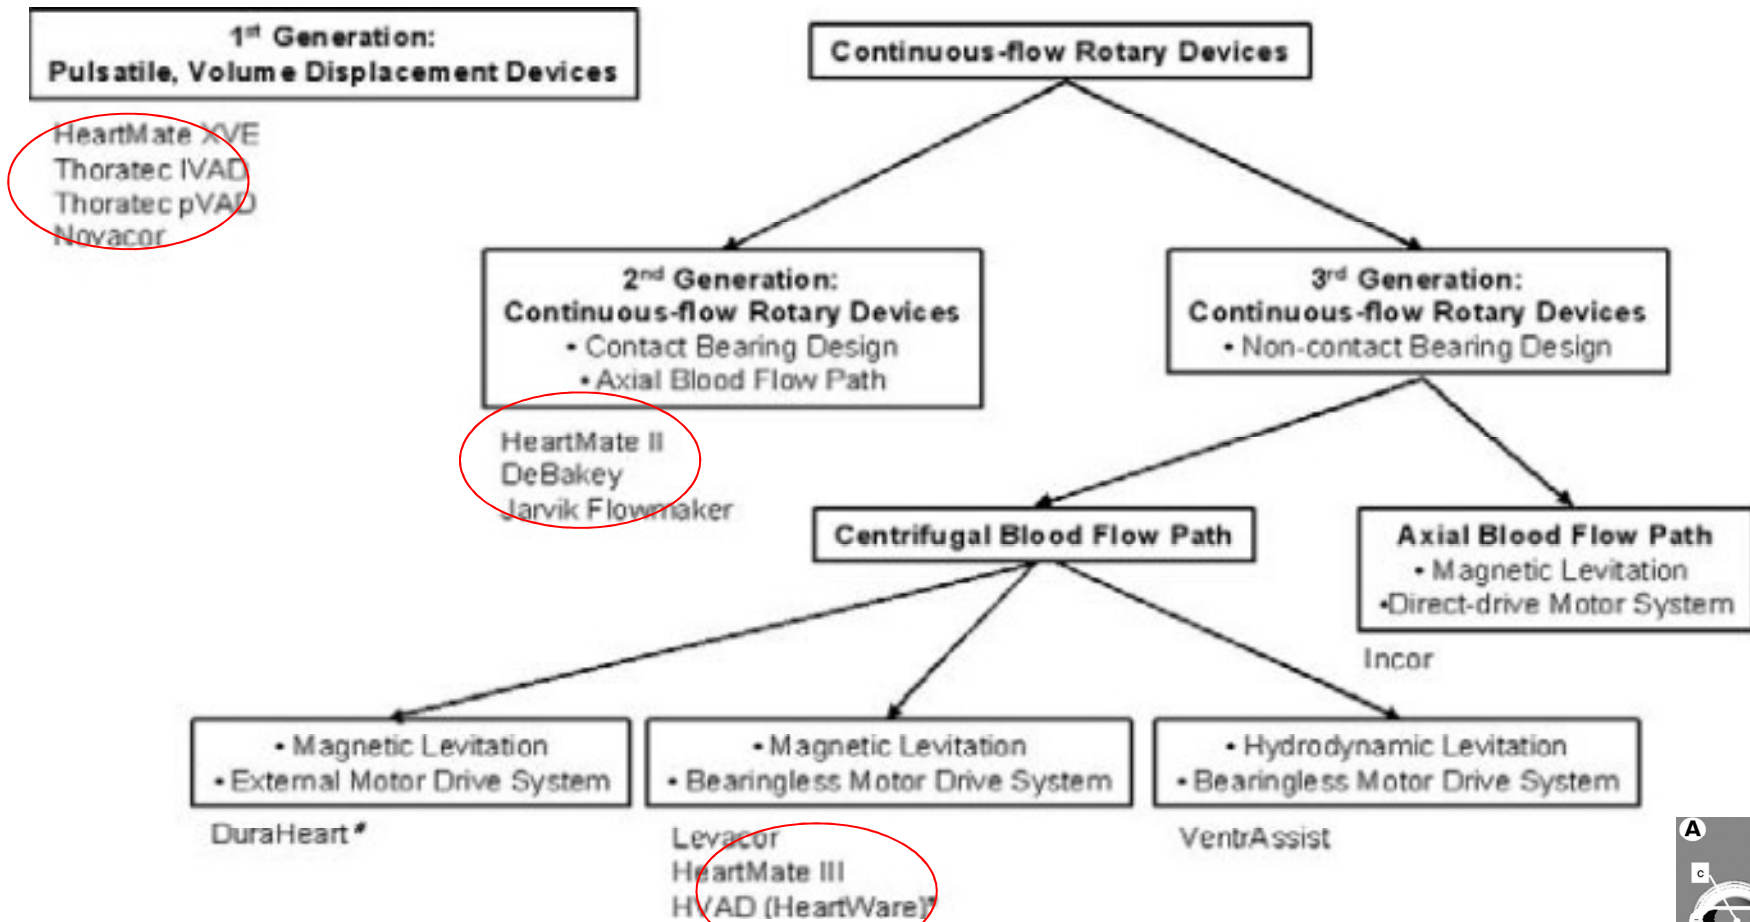 1st Generation:
Pulsatile, Volume Displacement Devices
HeartMate XVE
Thoratec IVAD
Thoratec pVAD
Novacor
Continuous-flow Rotary Devices
2nd Generation:
Continuous-flow Rotary Devices
• Contact Bearing Design
• Axial Blood Flow Path
HeartMate II
DeBakey
Jarvik Flowmaker
3rd Generation:
Continuous-flow Rotary Devices
• Non-contact Bearing Design
Centrifugal Blood Flow Path
Axial Blood Flow Path
• Magnetic Levitation
•Direct-drive Motor System
Incor
• Magnetic Levitation
• External Motor Drive System
DuraHeart#
• Magnetic Levitation
• Bearingless Motor Drive System
Levacor
HeartMate III
HVAD (HeartWare)*
• Hydrodynamic Levitation
• Bearingless Motor Drive System
VentrAssist
A
C